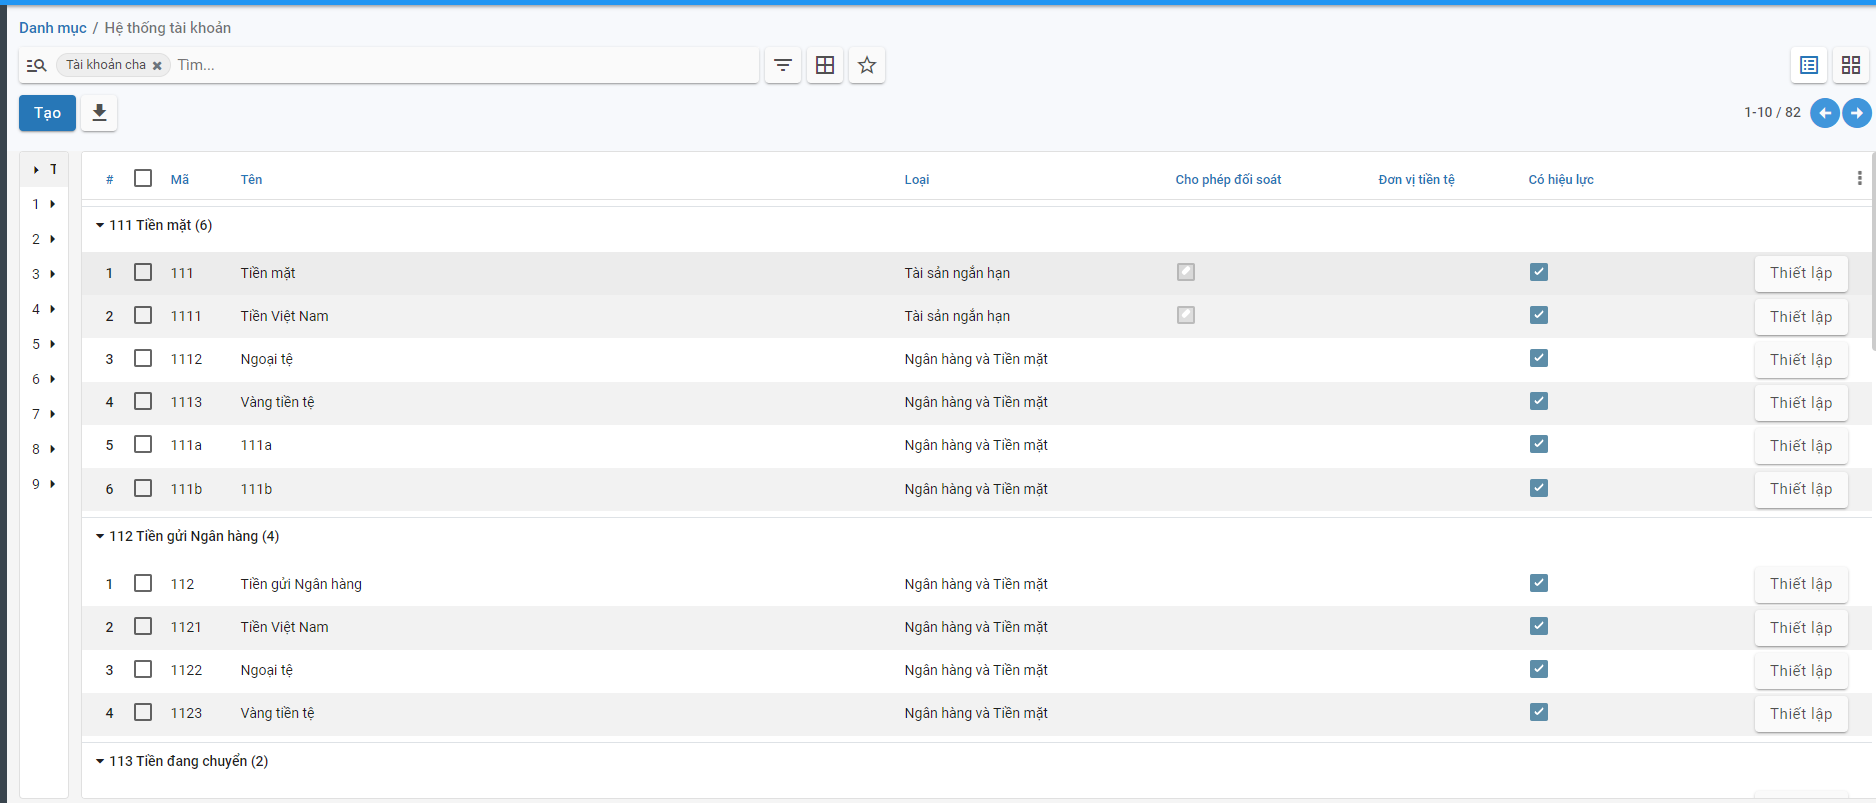 Danh mục / Hệ thống tài khoản
Tài khoản cha Tìm...
Tạo
1-10 / 82
T
1
2
3
4
5
6
7
8
9
# Mã Tên Loại Cho phép đối soát Đơn vị tiền tệ Có hiệu lực
111 Tiền mặt (6)
1 111 Tiền mặt Tài sản ngắn hạn Thiết lập
2 1111 Tiền Việt Nam Tài sản ngắn hạn Thiết lập
3 1112 Ngoại tệ Ngân hàng và Tiền mặt Thiết lập
4 1113 Vàng tiền tệ Ngân hàng và Tiền mặt Thiết lập
5 111a 111a Ngân hàng và Tiền mặt Thiết lập
6 111b 111b Ngân hàng và Tiền mặt Thiết lập
112 Tiền gửi Ngân hàng (4)
1 112 Tiền gửi Ngân hàng Ngân hàng và Tiền mặt Thiết lập
2 1121 Tiền Việt Nam Ngân hàng và Tiền mặt Thiết lập
3 1122 Ngoại tệ Ngân hàng và Tiền mặt Thiết lập
4 1123 Vàng tiền tệ Ngân hàng và Tiền mặt Thiết lập
113 Tiền đang chuyển (2)